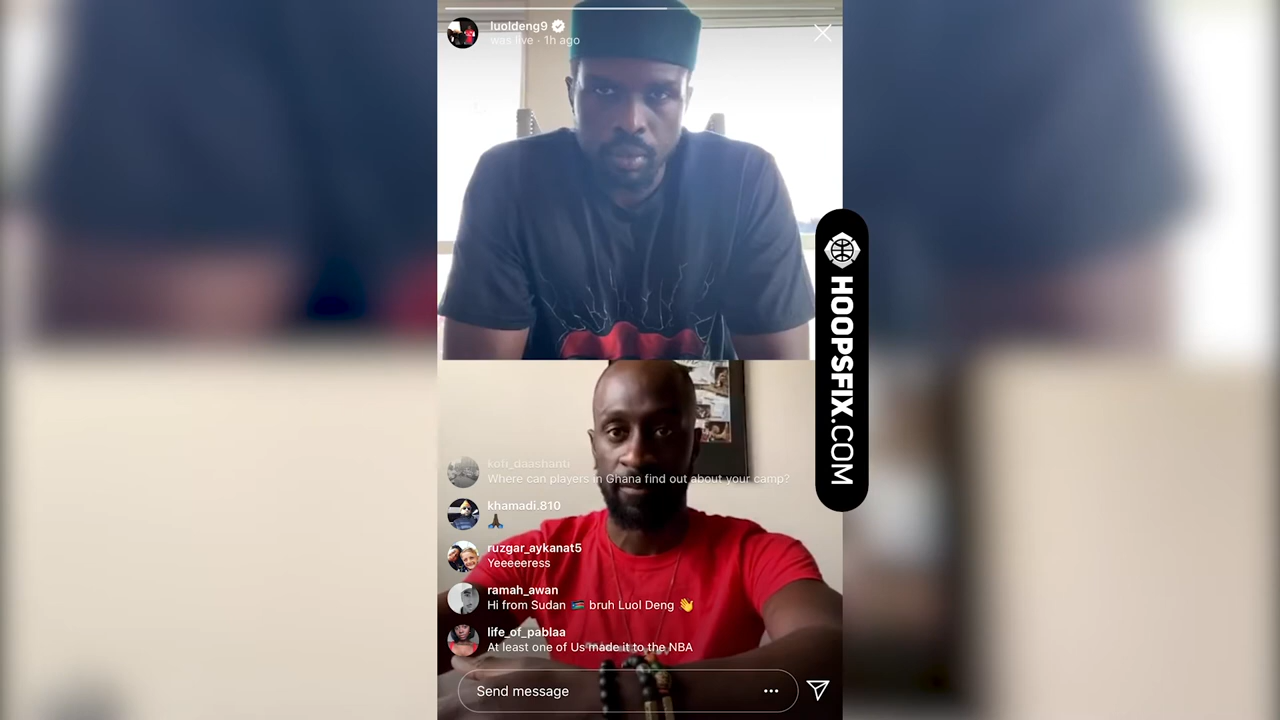 luoldeng9
was live · 1h ago
HOOPSFIX.COM
kofi_daashanti
Where can players in Ghana find out about your camp?
khamadi.810
🙏🏿
ruzgar_aykanat5
Yeeeeeress
ramah_awan
Hi from Sudan 🇸🇸 bruh Luol Deng 👋
life_of_pablaa
At least one of Us made it to the NBA
Send message